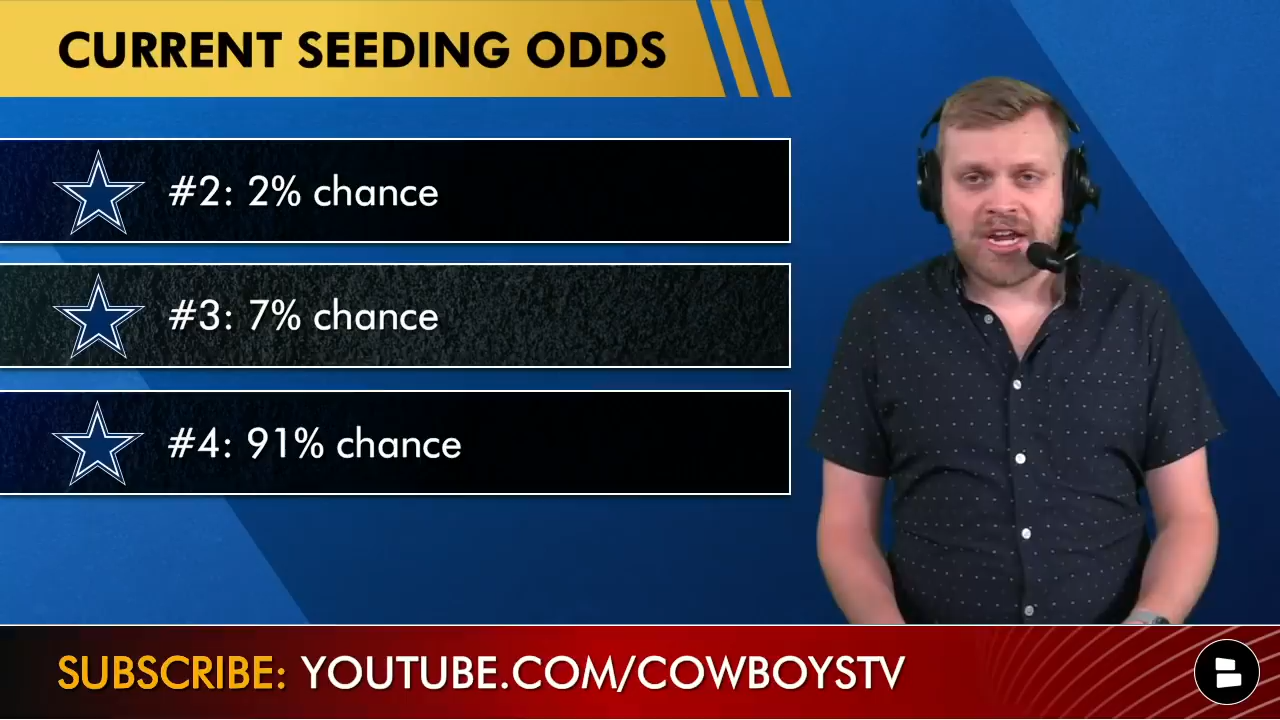 CURRENT SEEDING ODDS
#2: 2% chance
#3: 7% chance
#4: 91% chance
SUBSCRIBE: YOUTUBE.COM/COWBOYSTV